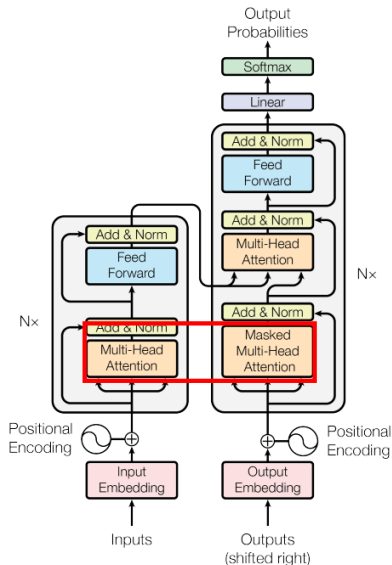 Output
Probabilities
Softmax
Linear
Add & Norm
Feed
Forward
Add & Norm
Multi-Head
Attention
Nx
Add & Norm
Masked
Multi-Head
Attention
Add & Norm
Feed
Forward
Nx
Add & Norm
Multi-Head
Attention
Positional
Encoding
Positional
Encoding
Input
Embedding
Output
Embedding
Inputs
Outputs
(shifted right)